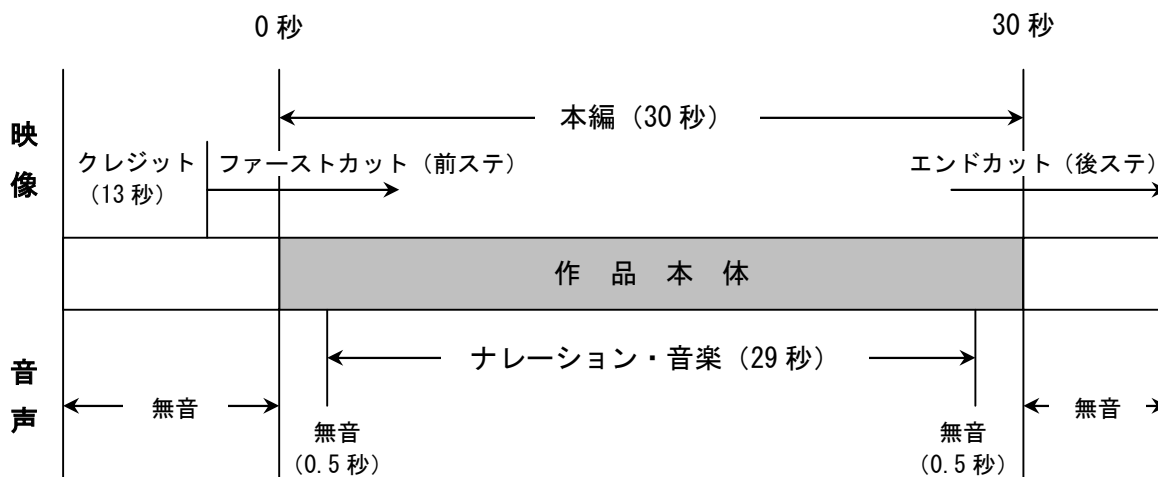 0 秒
30 秒
映像
本編（30 秒）
クレジット
（13 秒）
ファーストカット（前ステ）
エンドカット（後ステ）
作 品 本 体
音声
ナレーション・音楽（29 秒）
無音
無音
無音
（0.5 秒）
無音
（0.5 秒）